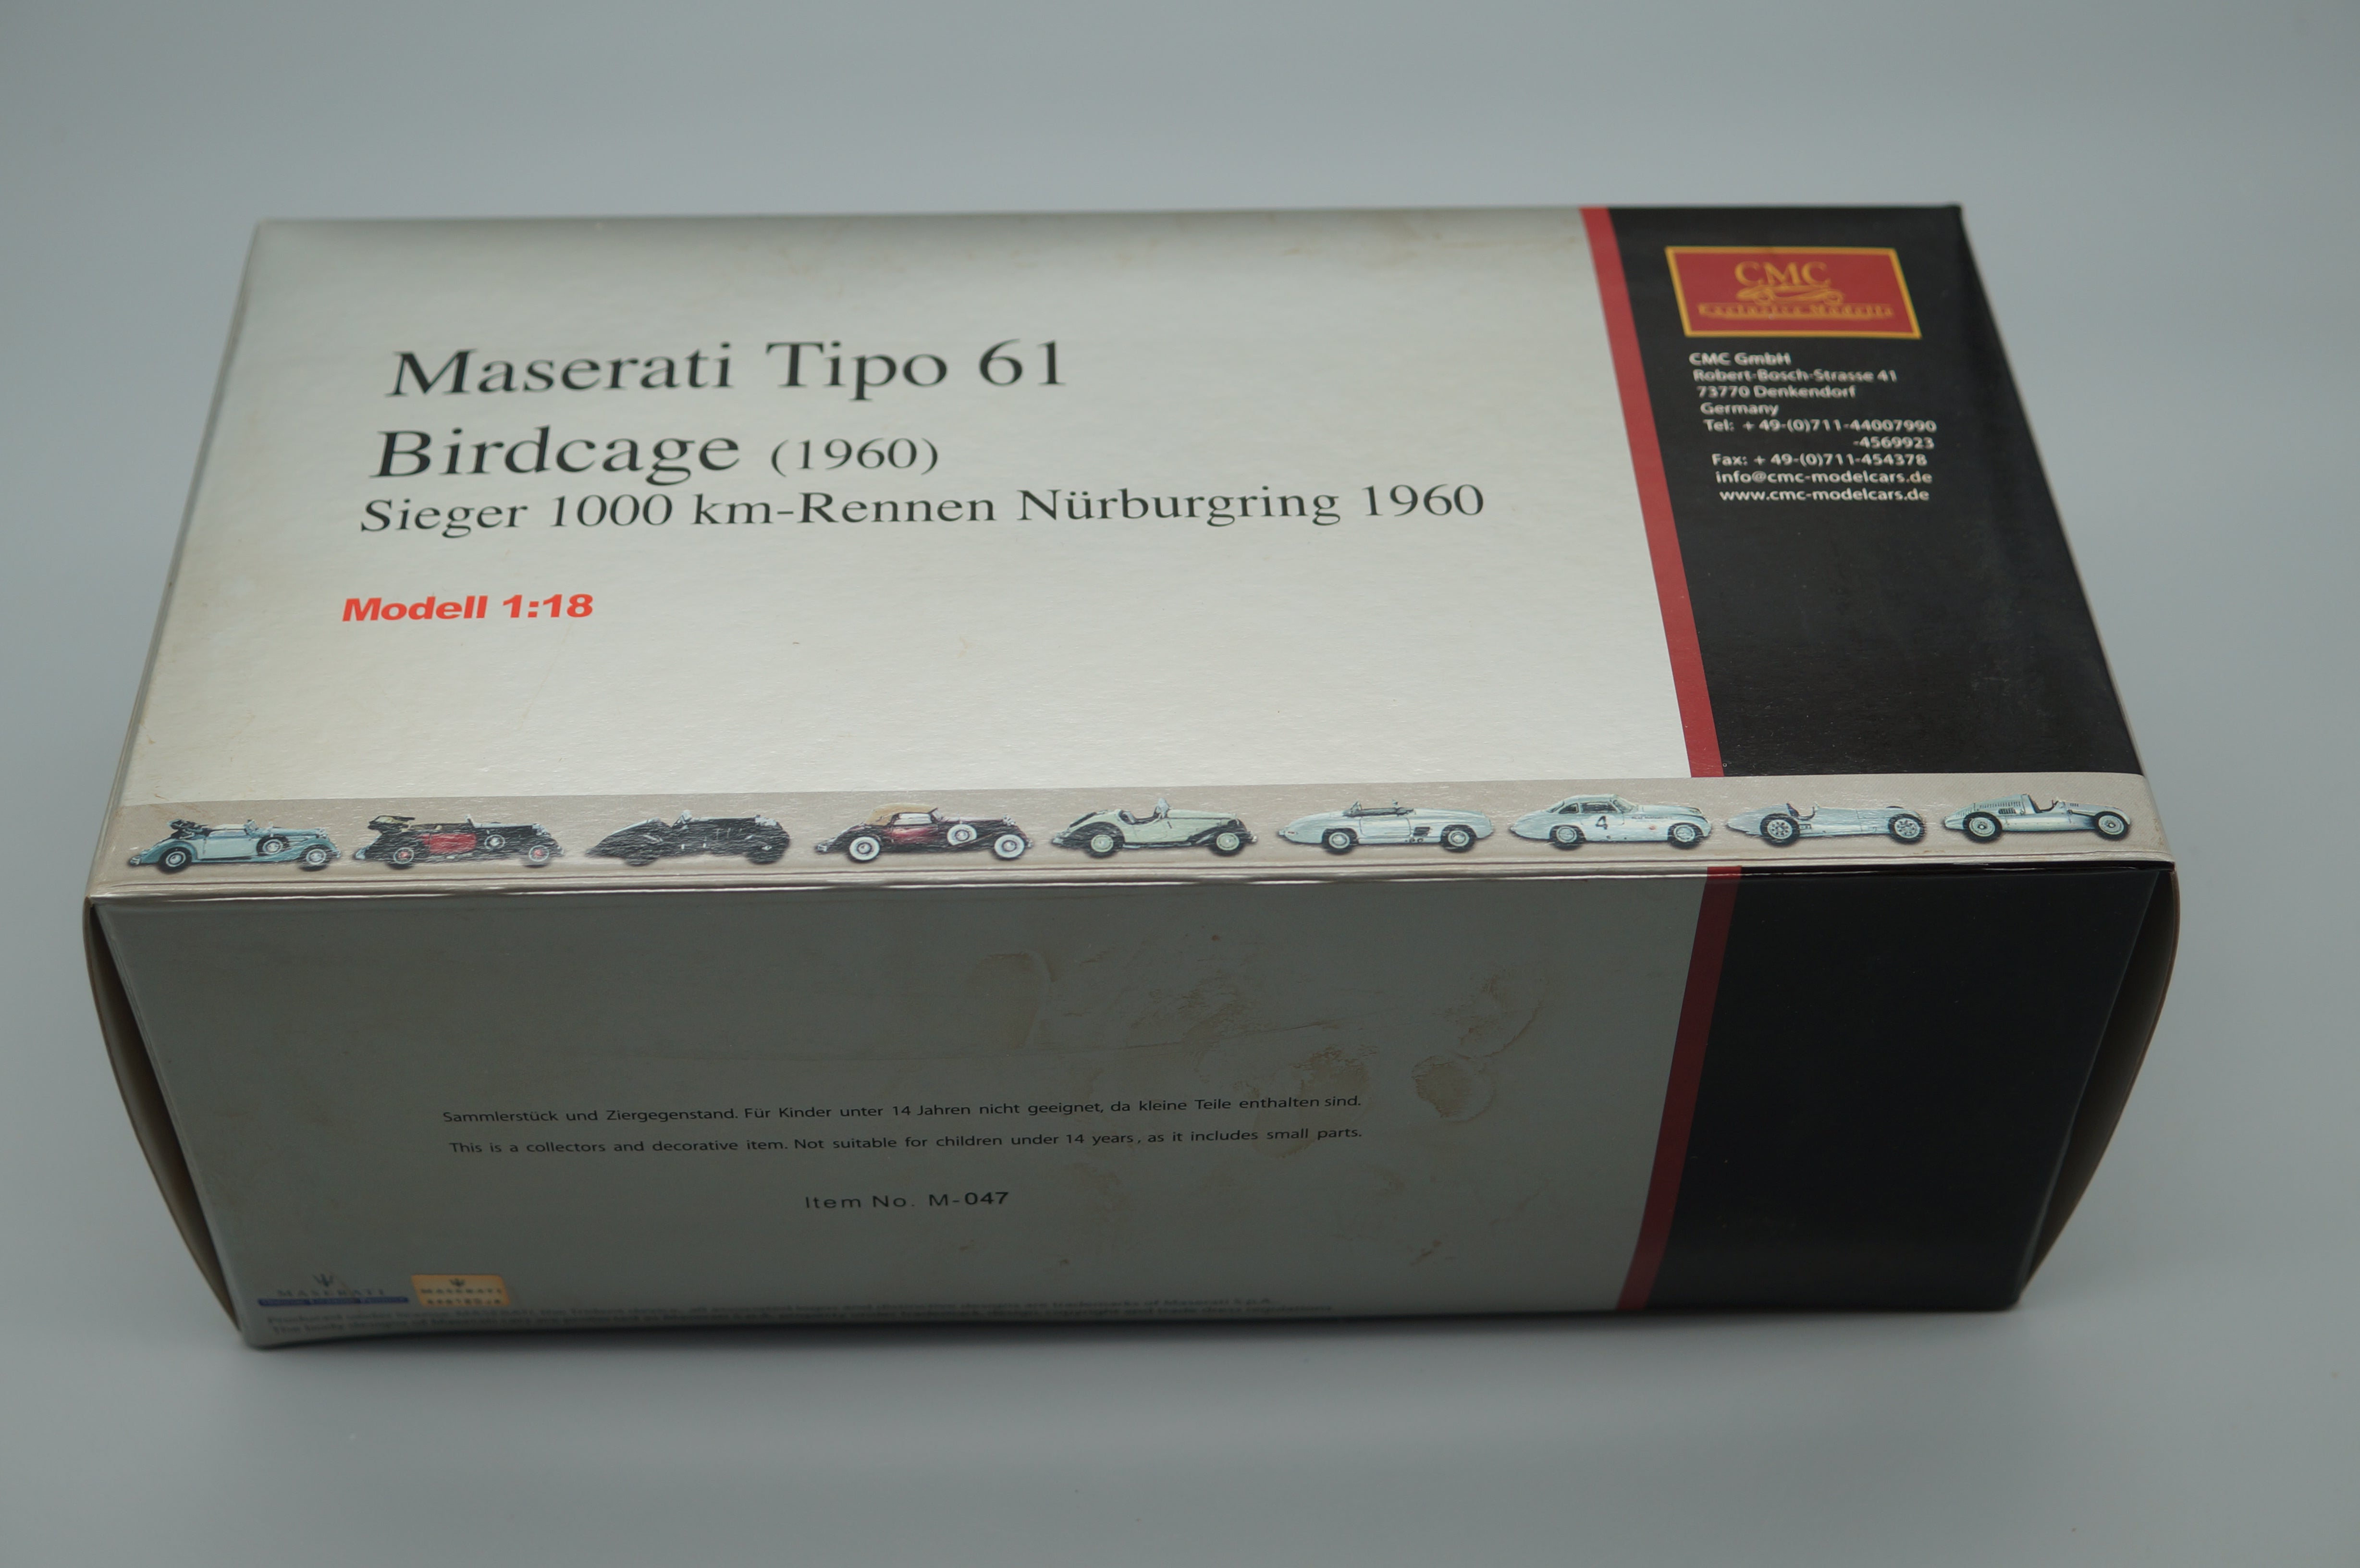 Maserati Tipo 61
Birdcage (1960)
Sieger 1000 km-Rennen Nürburgring 1960
Modell 1:18
CMC
Exclusive Modelle
CMC GmbH
Robert-Bosch-Strasse 41
73770 Denkendorf
Germany
Tel: + 49-(0)711-44007990
-4569923
Fax: + 49-(0)711-454378
info@cmc-modelcars.de
www.cmc-modelcars.de
4
Sammlerstück und Ziergegenstand. Für Kinder unter 14 Jahren nicht geeignet, da kleine Teile enthalten sind.
This is a collectors and decorative item. Not suitable for children under 14 years, as it includes small parts.
Item No. M-047
MASERATI
MASERATI